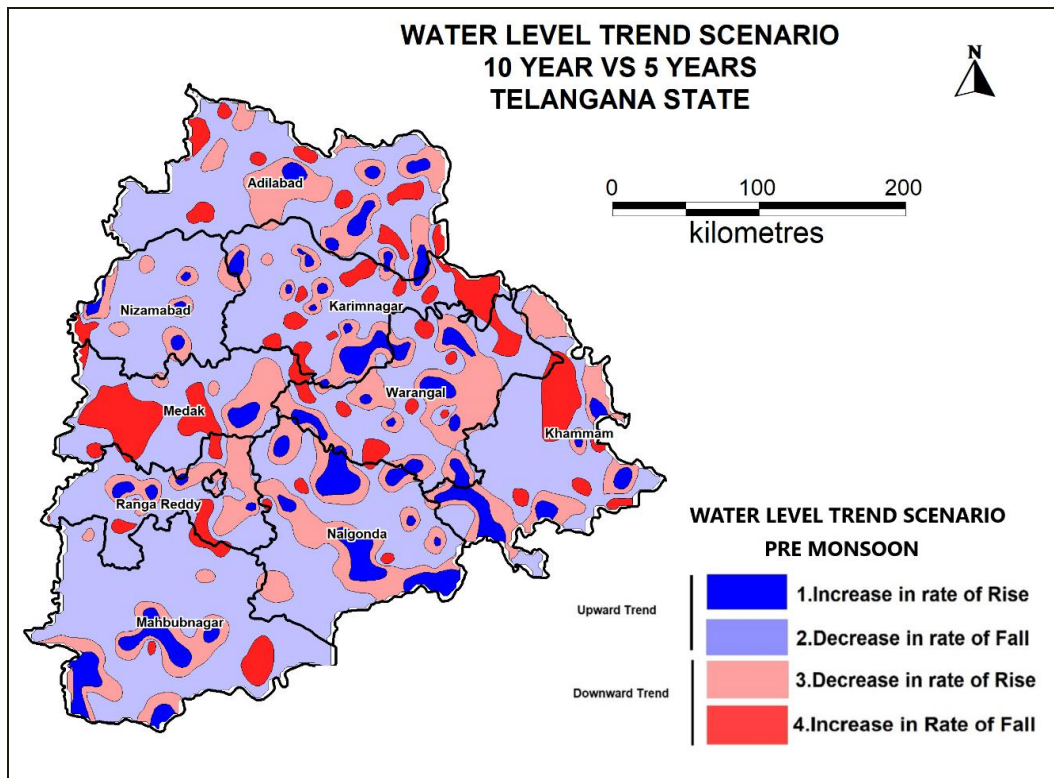 WATER LEVEL TREND SCENARIO
10 YEAR VS 5 YEARS
TELANGANA STATE
N
0 100 200
kilometres
Adilabad
Nizamabad
Karimnagar
Medak
Warangal
Khammam
Ranga Reddy
Nalgonda
Mahbubnagar
WATER LEVEL TREND SCENARIO
PRE MONSOON
Upward Trend
1.Increase in rate of Rise
2.Decrease in rate of Fall
Downward Trend
3.Decrease in rate of Rise
4.Increase in Rate of Fall